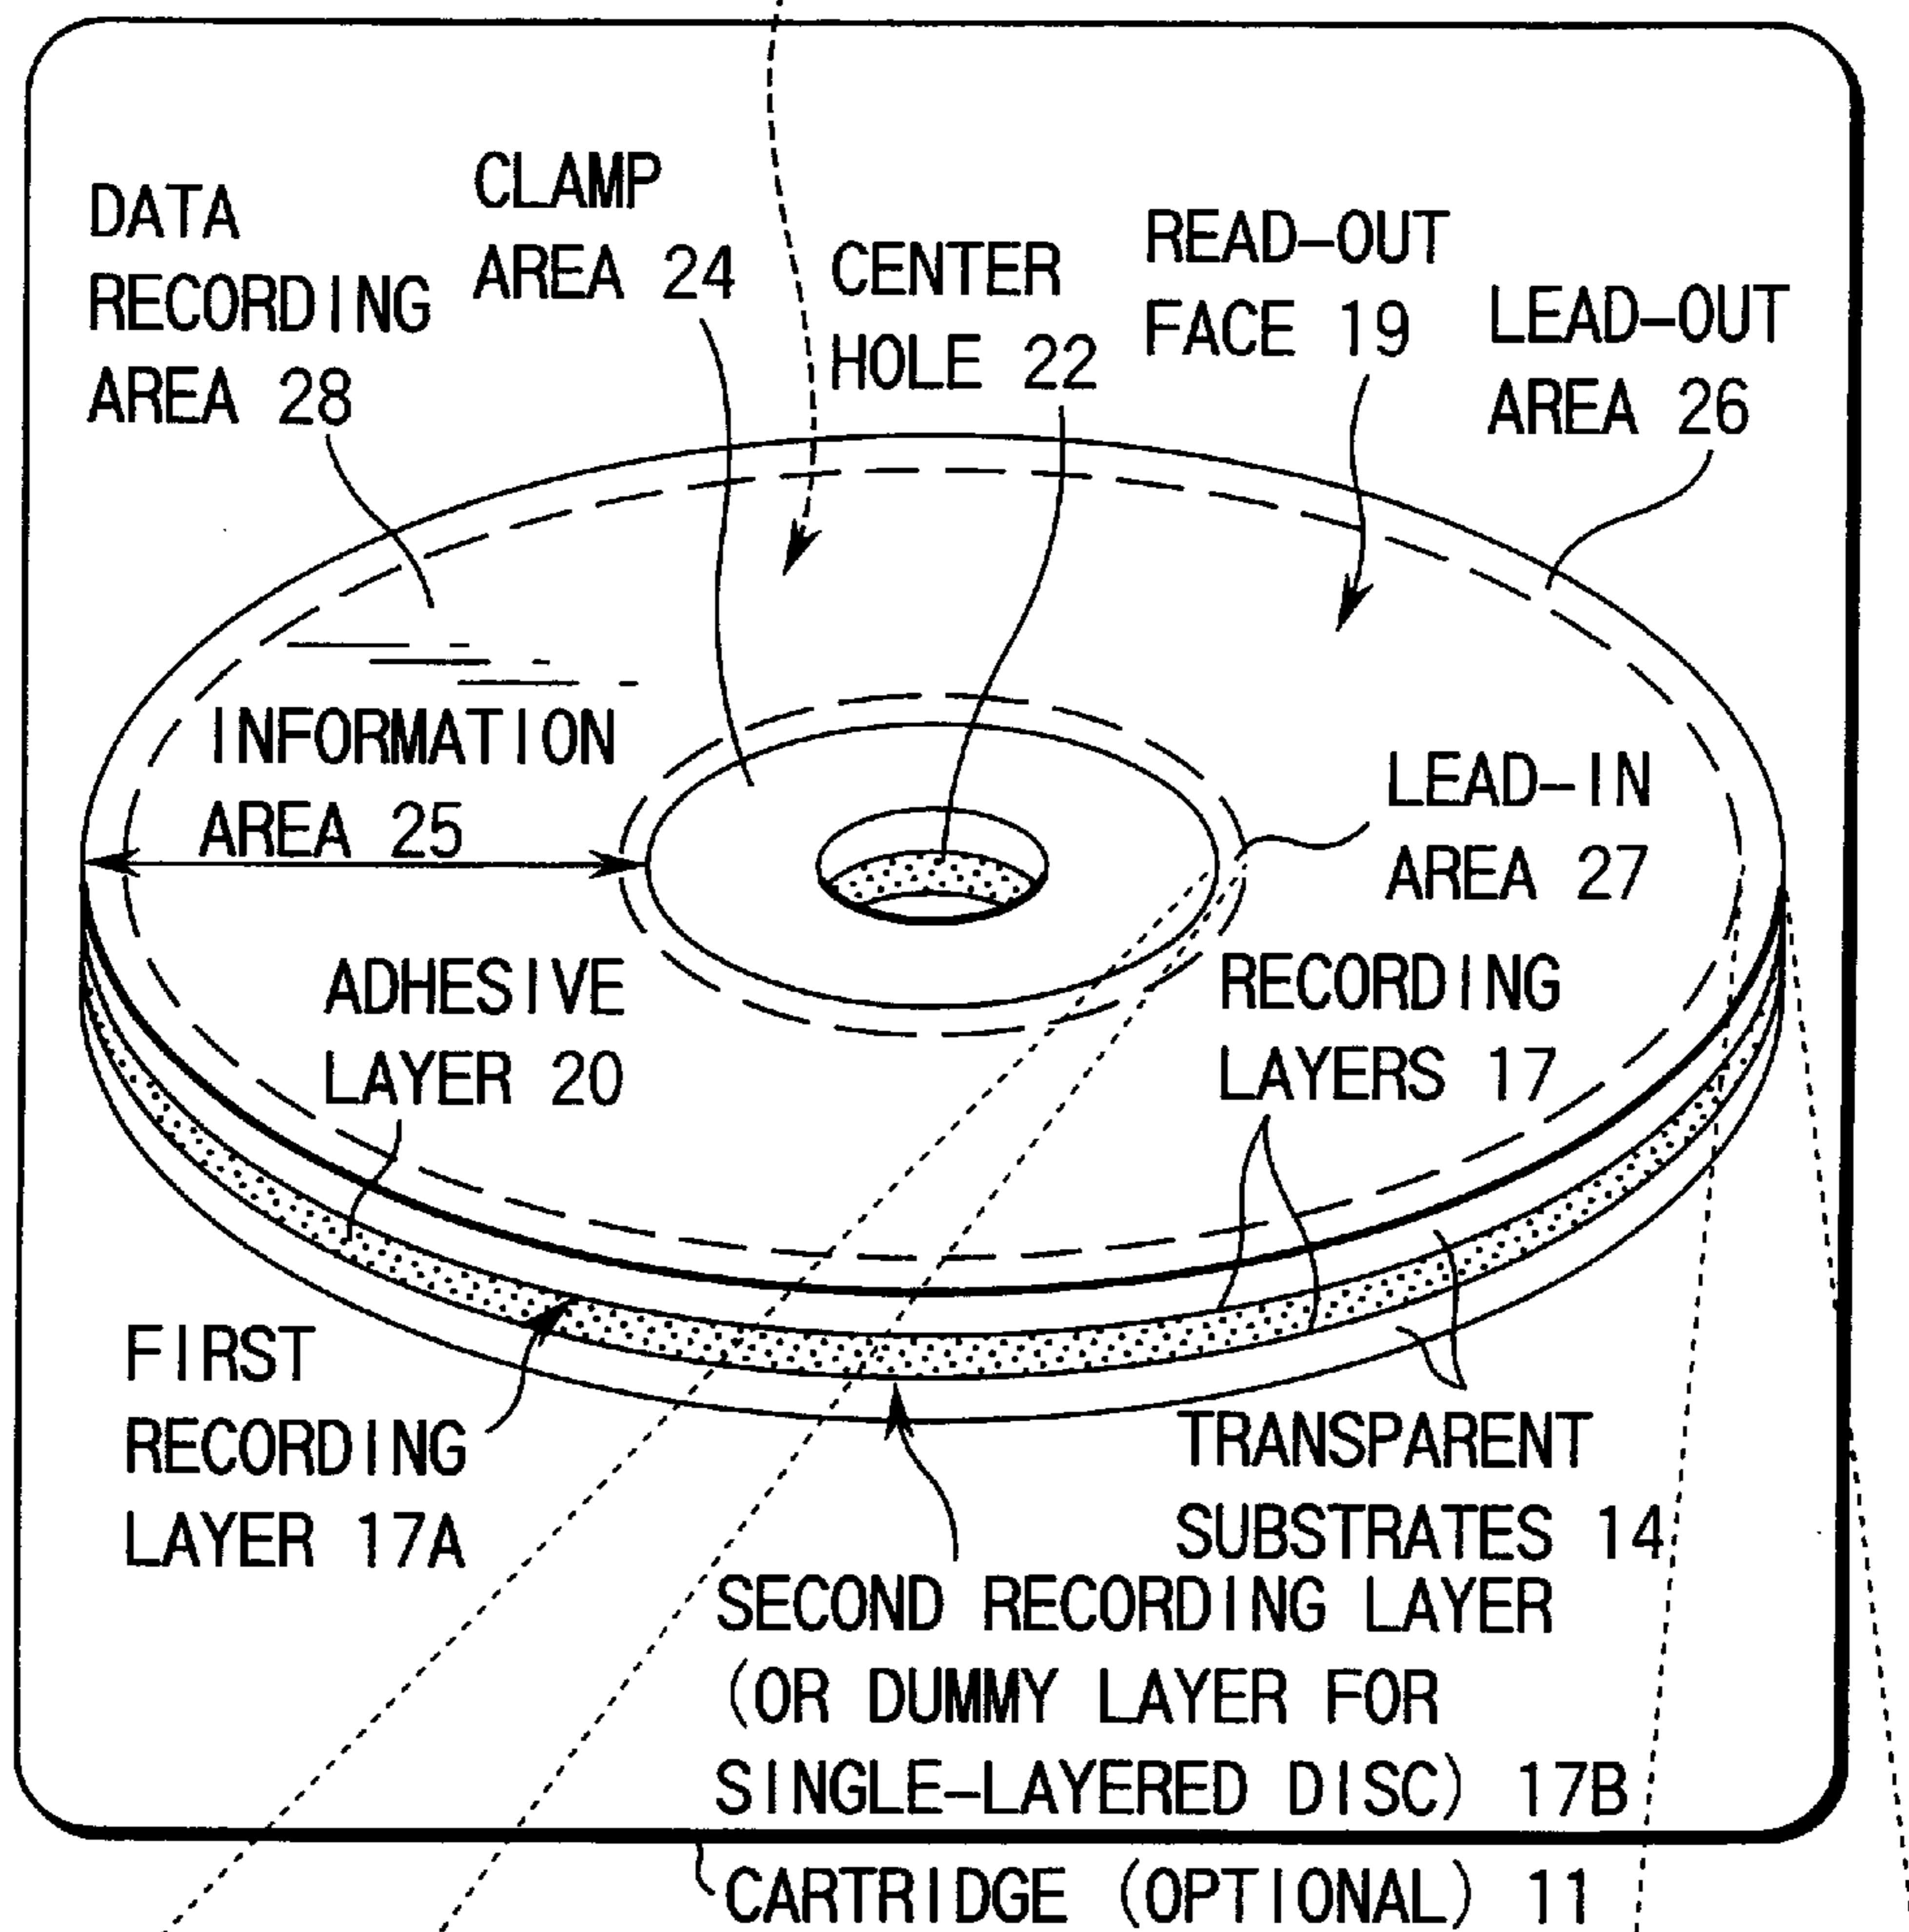 DATA
RECORDING
AREA 28
CLAMP
AREA 24
CENTER
HOLE 22
READ-OUT
FACE 19
LEAD-OUT
AREA 26
INFORMATION
AREA 25
LEAD-IN
AREA 27
ADHESIVE
LAYER 20
RECORDING
LAYERS 17
FIRST
RECORDING
LAYER 17A
TRANSPARENT
SUBSTRATES 14
SECOND RECORDING LAYER
(OR DUMMY LAYER FOR
SINGLE-LAYERED DISC) 17B
CARTRIDGE (OPTIONAL) 11